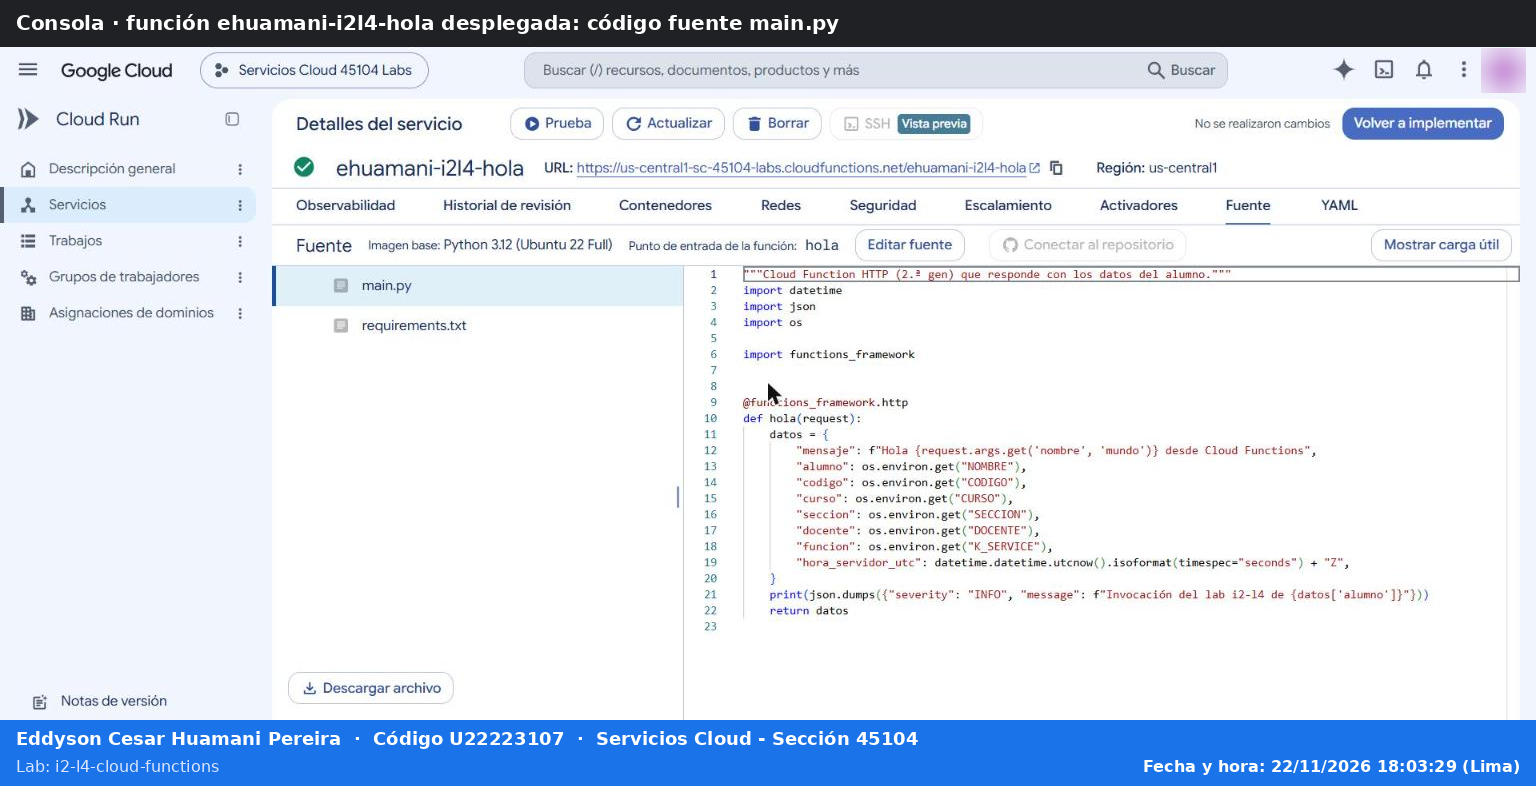 Consola · función ehuamani-i2l4-hola desplegada: código fuente main.py
Google Cloud
Servicios Cloud 45104 Labs
Buscar (/) recursos, documentos, productos y más
Buscar
Cloud Run
Descripción general
Servicios
Trabajos
Grupos de trabajadores
Asignaciones de dominios
Notas de versión
Detalles del servicio
Prueba
Actualizar
Borrar
SSH
Vista previa
No se realizaron cambios
Volver a implementar
ehuamani-i2l4-hola
URL: https://us-central1-sc-45104-labs.cloudfunctions.net/ehuamani-i2l4-hola
Región: us-central1
Observabilidad
Historial de revisión
Contenedores
Redes
Seguridad
Escalamiento
Activadores
Fuente
YAML
Fuente
Imagen base: Python 3.12 (Ubuntu 22 Full)
Punto de entrada de la función: hola
Editar fuente
Conectar al repositorio
Mostrar carga útil
main.py
requirements.txt
Descargar archivo
1 """Cloud Function HTTP (2.ª gen) que responde con los datos del alumno."""
2 import datetime
3 import json
4 import os
5
6 import functions_framework
7
8
9 @functions_framework.http
10 def hola(request):
11 datos = {
12 "mensaje": f"Hola {request.args.get('nombre', 'mundo')} desde Cloud Functions",
13 "alumno": os.environ.get("NOMBRE"),
14 "codigo": os.environ.get("CODIGO"),
15 "curso": os.environ.get("CURSO"),
16 "seccion": os.environ.get("SECCION"),
17 "docente": os.environ.get("DOCENTE"),
18 "funcion": os.environ.get("K_SERVICE"),
19 "hora_servidor_utc": datetime.datetime.utcnow().isoformat(timespec="seconds") + "Z",
20 }
21 print(json.dumps({"severity": "INFO", "message": f"Invocación del lab i2-l4 de {datos['alumno']}"}))
22 return datos
23
Eddyson Cesar Huamani Pereira · Código U22223107 · Servicios Cloud - Sección 45104
Lab: i2-l4-cloud-functions
Fecha y hora: 22/11/2026 18:03:29 (Lima)